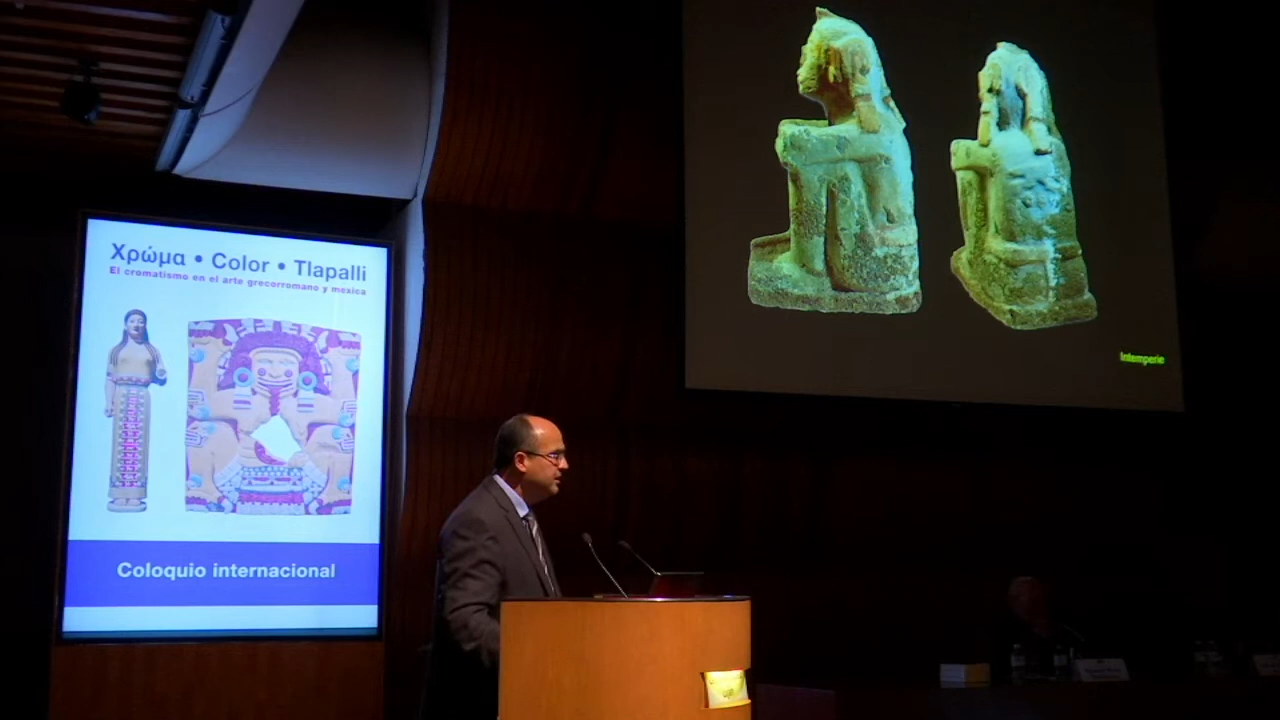 Χρώμα • Color • Tlapalli
El cromatismo en el arte grecorromano y mexica
Coloquio internacional
Intemperie